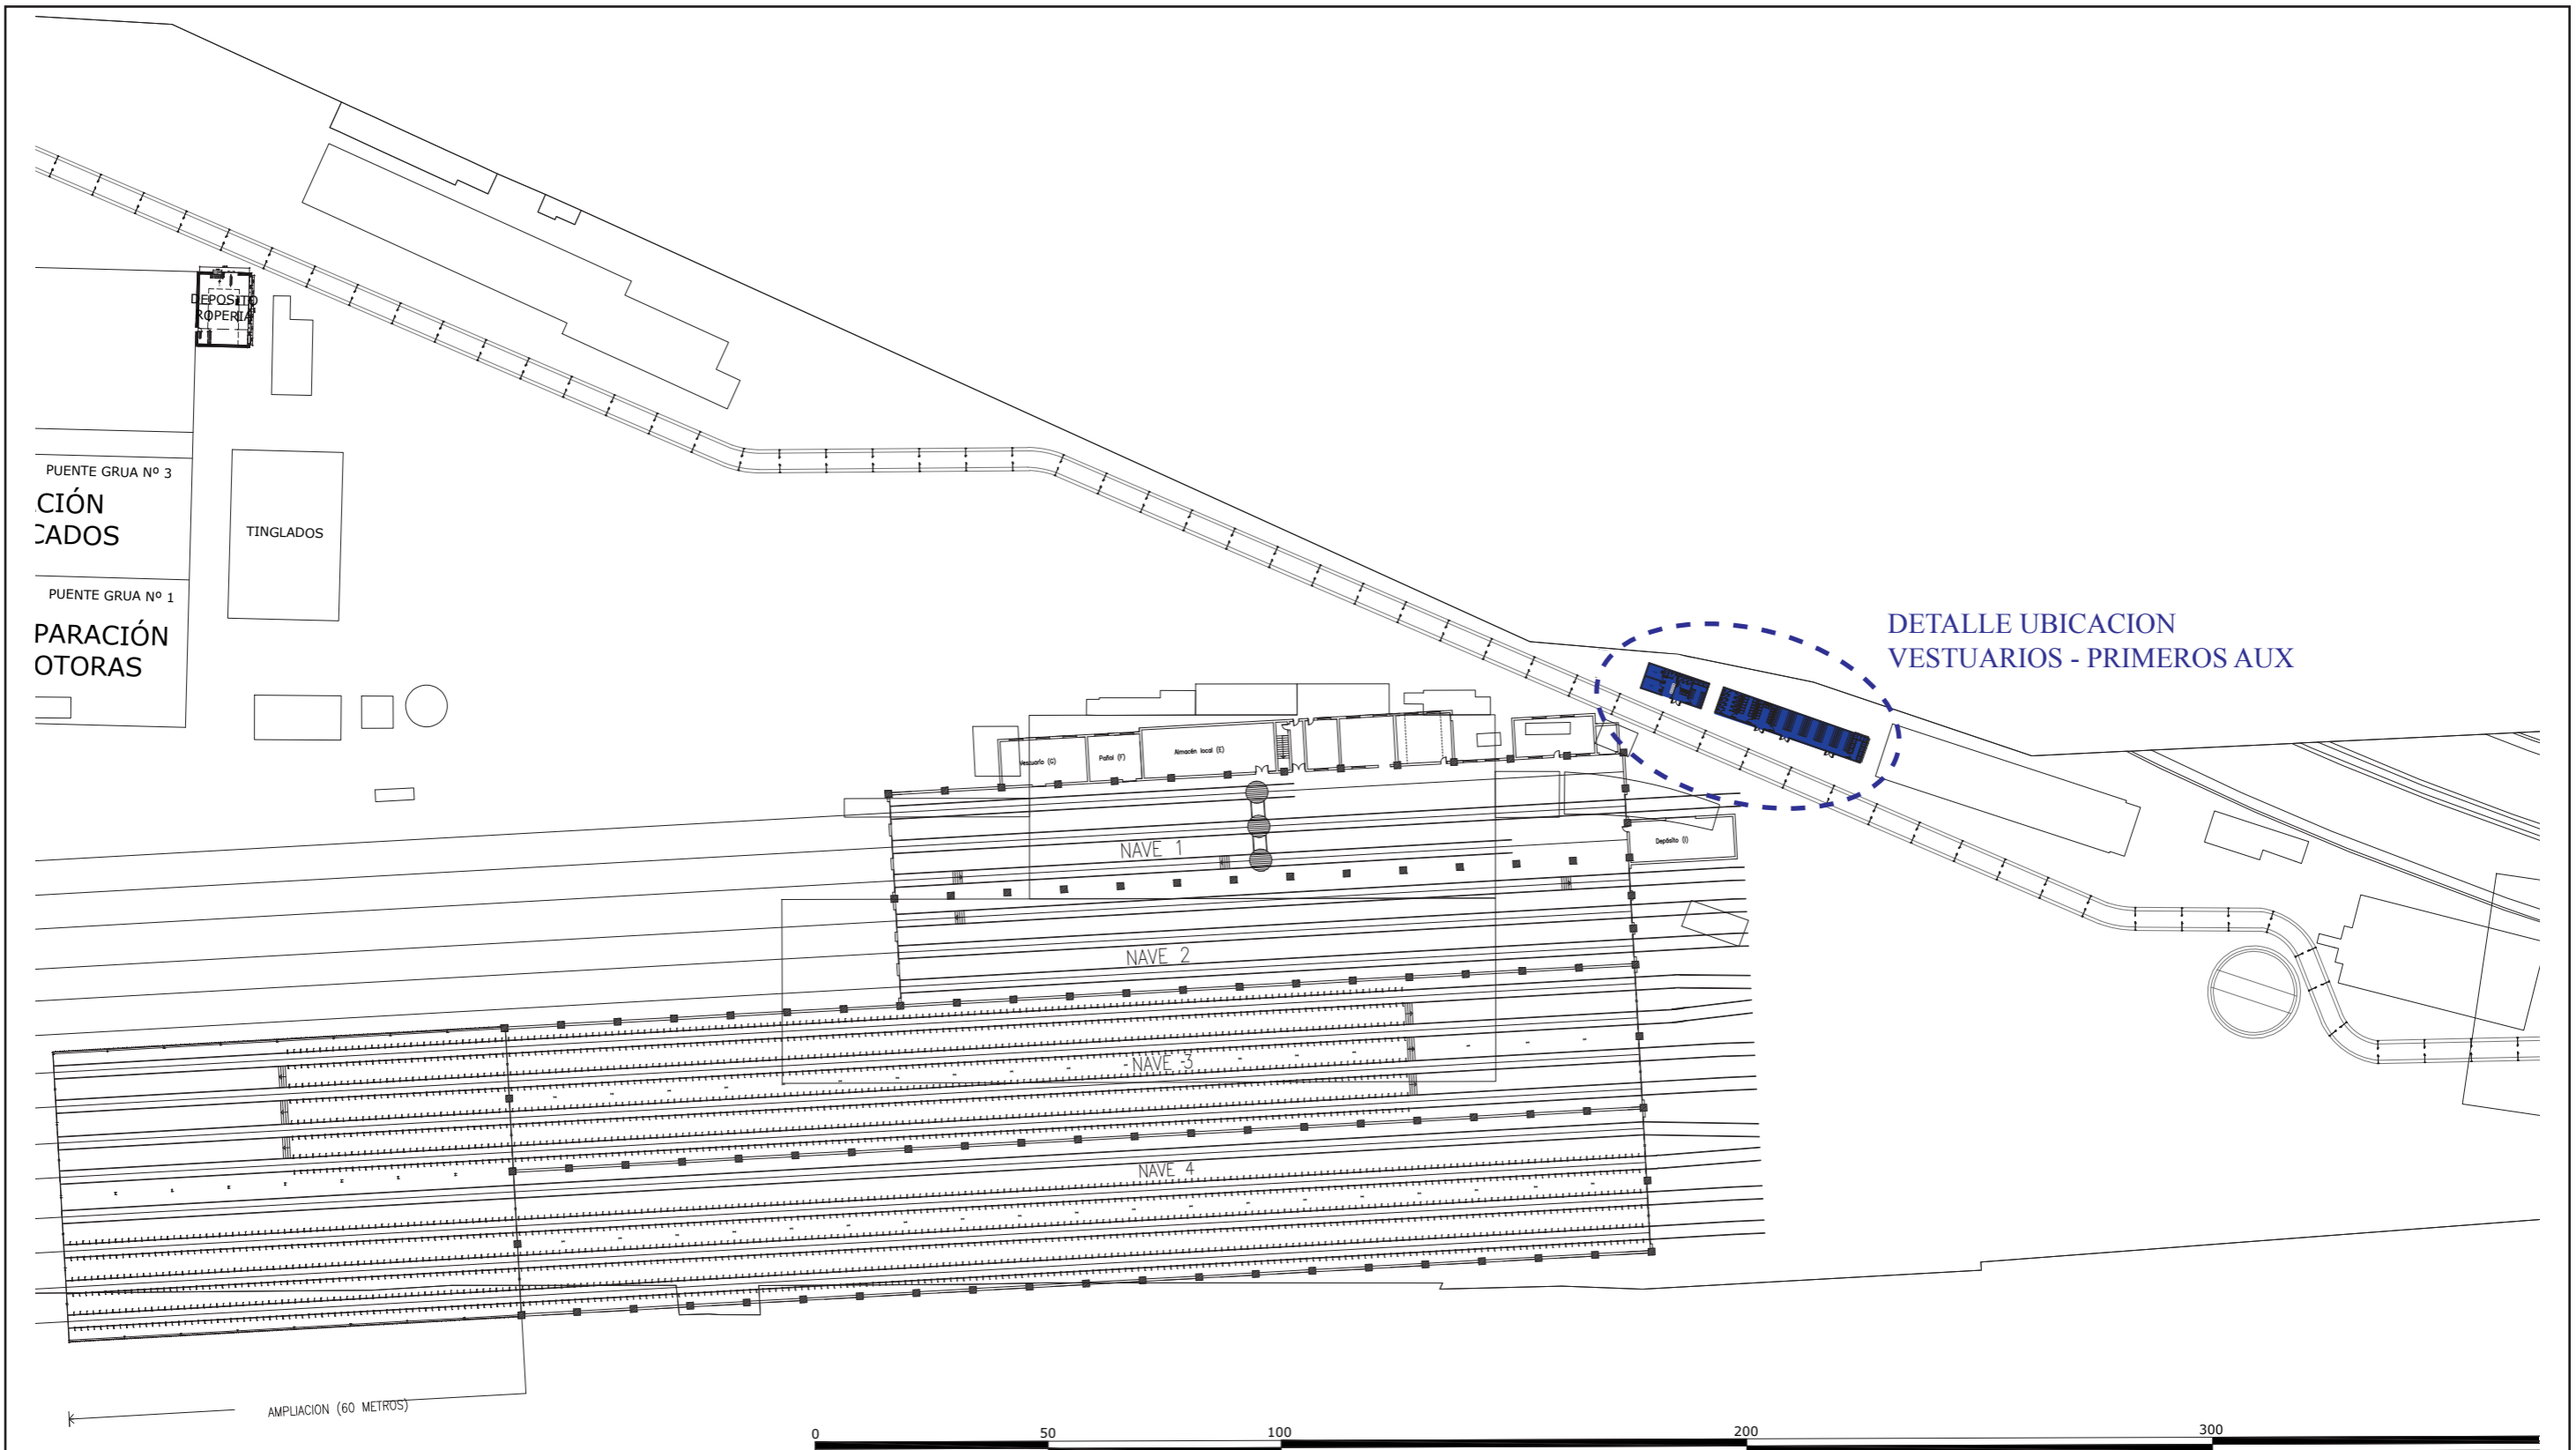 DEPOSITO
ROPERIA
PUENTE GRUA Nº 3
CIÓN
CADOS
TINGLADOS
PUENTE GRUA Nº 1
PARACIÓN
OTORAS
DETALLE UBICACION
VESTUARIOS - PRIMEROS AUX
Vestuario (G)
Pañol (F)
Almacén local (E)
Depósito (I)
NAVE 1
NAVE 2
NAVE 3
NAVE 4
AMPLIACION (60 METROS)
0
50
100
200
300